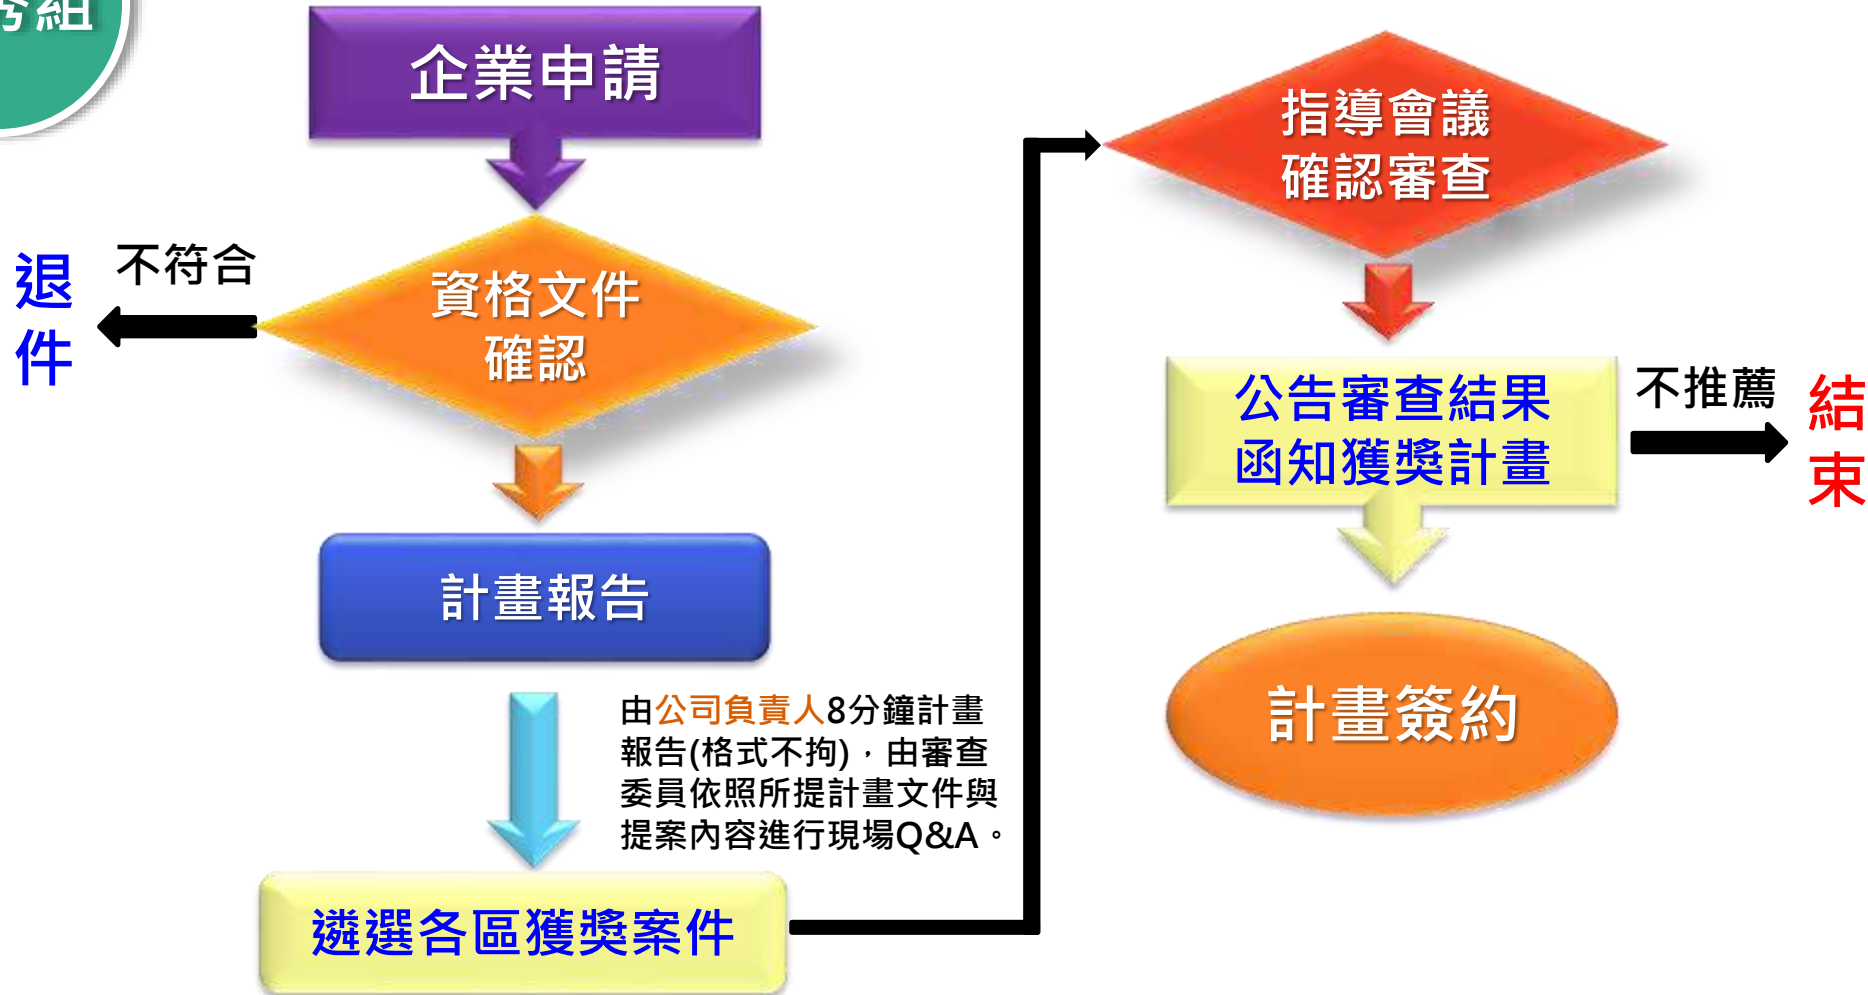 秀組
企業申請
不符合
退
件
資格文件
確認
計畫報告
由公司負責人8分鐘計畫
報告(格式不拘)，由審查
委員依照所提計畫文件與
提案內容進行現場Q&A。
遴選各區獲獎案件
指導會議
確認審查
公告審查結果
函知獲獎計畫
不推薦
結
束
計畫簽約